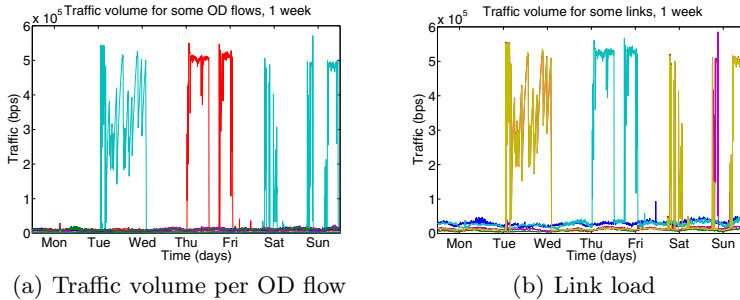 Traffic volume for some OD flows, 1 week
6 x 10^5
5
4
3
2
1
0
Traffic (bps)
Mon Tue Wed Thu Fri Sat Sun
Time (days)
(a) Traffic volume per OD flow
Traffic volume for some links, 1 week
6 x 10^5
5
4
3
2
1
0
Traffic (bps)
Mon Tue Wed Thu Fri Sat Sun
Time (days)
(b) Link load